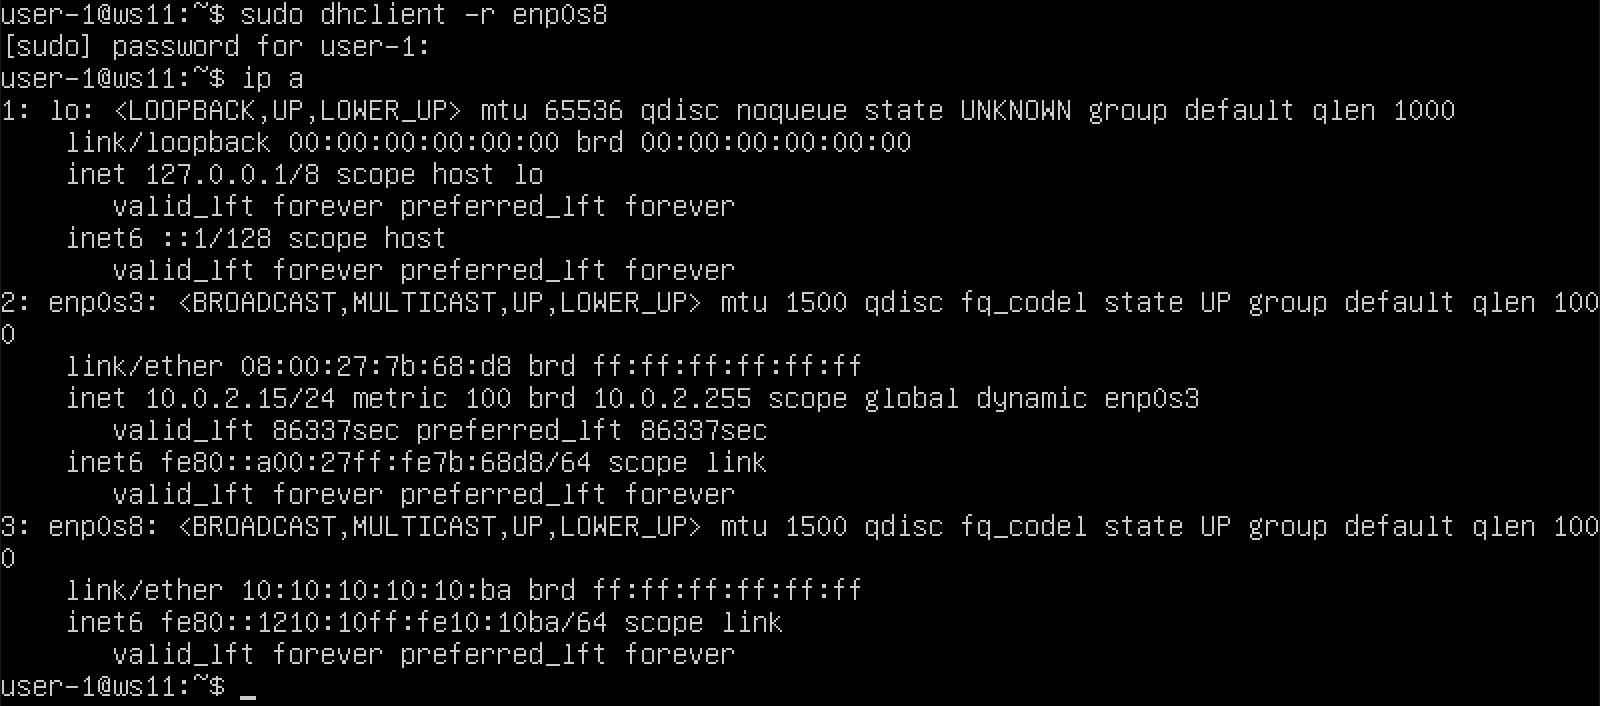 user-1@ws11:~$ sudo dhclient -r enp0s8
[sudo] password for user-1:
user-1@ws11:~$ ip a
1: lo: <LOOPBACK,UP,LOWER_UP> mtu 65536 qdisc noqueue state UNKNOWN group default qlen 1000
    link/loopback 00:00:00:00:00:00 brd 00:00:00:00:00:00
    inet 127.0.0.1/8 scope host lo
       valid_lft forever preferred_lft forever
    inet6 ::1/128 scope host
       valid_lft forever preferred_lft forever
2: enp0s3: <BROADCAST,MULTICAST,UP,LOWER_UP> mtu 1500 qdisc fq_codel state UP group default qlen 100
0
    link/ether 08:00:27:7b:68:d8 brd ff:ff:ff:ff:ff:ff
    inet 10.0.2.15/24 metric 100 brd 10.0.2.255 scope global dynamic enp0s3
       valid_lft 86337sec preferred_lft 86337sec
    inet6 fe80::a00:27ff:fe7b:68d8/64 scope link
       valid_lft forever preferred_lft forever
3: enp0s8: <BROADCAST,MULTICAST,UP,LOWER_UP> mtu 1500 qdisc fq_codel state UP group default qlen 100
0
    link/ether 10:10:10:10:10:ba brd ff:ff:ff:ff:ff:ff
    inet6 fe80::1210:10ff:fe10:10ba/64 scope link
       valid_lft forever preferred_lft forever
user-1@ws11:~$ _